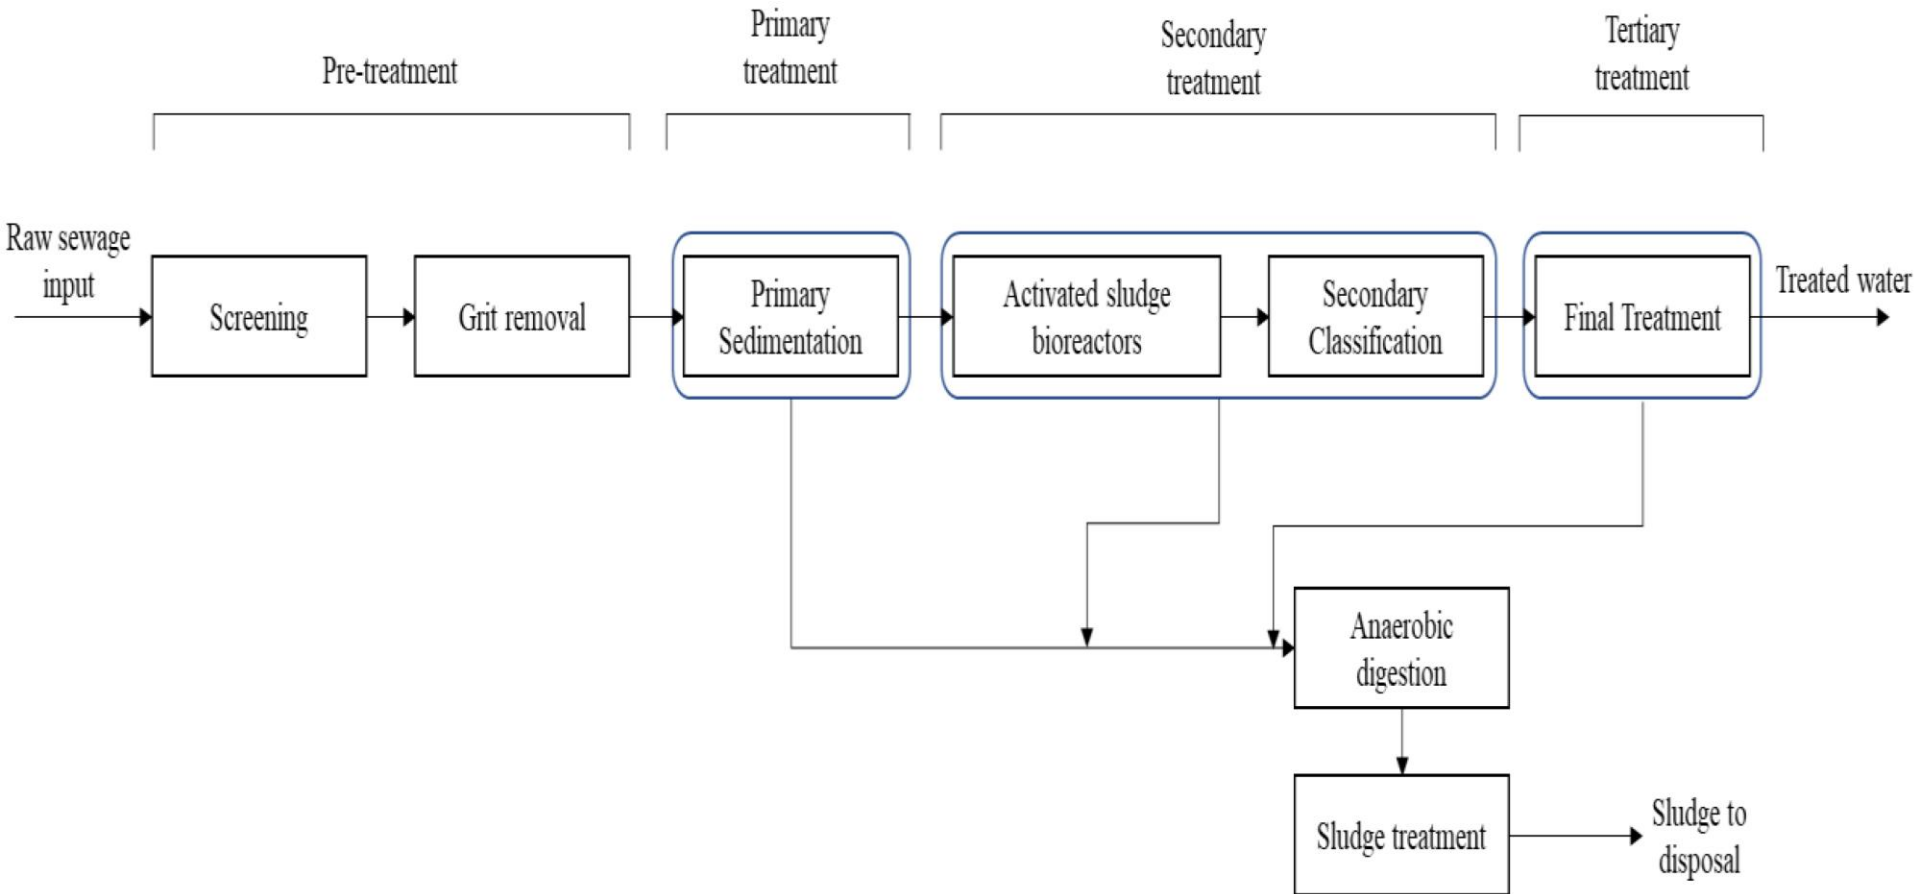 Pre-treatment
Primary
treatment
Secondary
treatment
Tertiary
treatment
Raw sewage
input
Screening
Grit removal
Primary
Sedimentation
Activated sludge
bioreactors
Secondary
Classification
Final Treatment
Treated water
Anaerobic
digestion
Sludge treatment
Sludge to
disposal